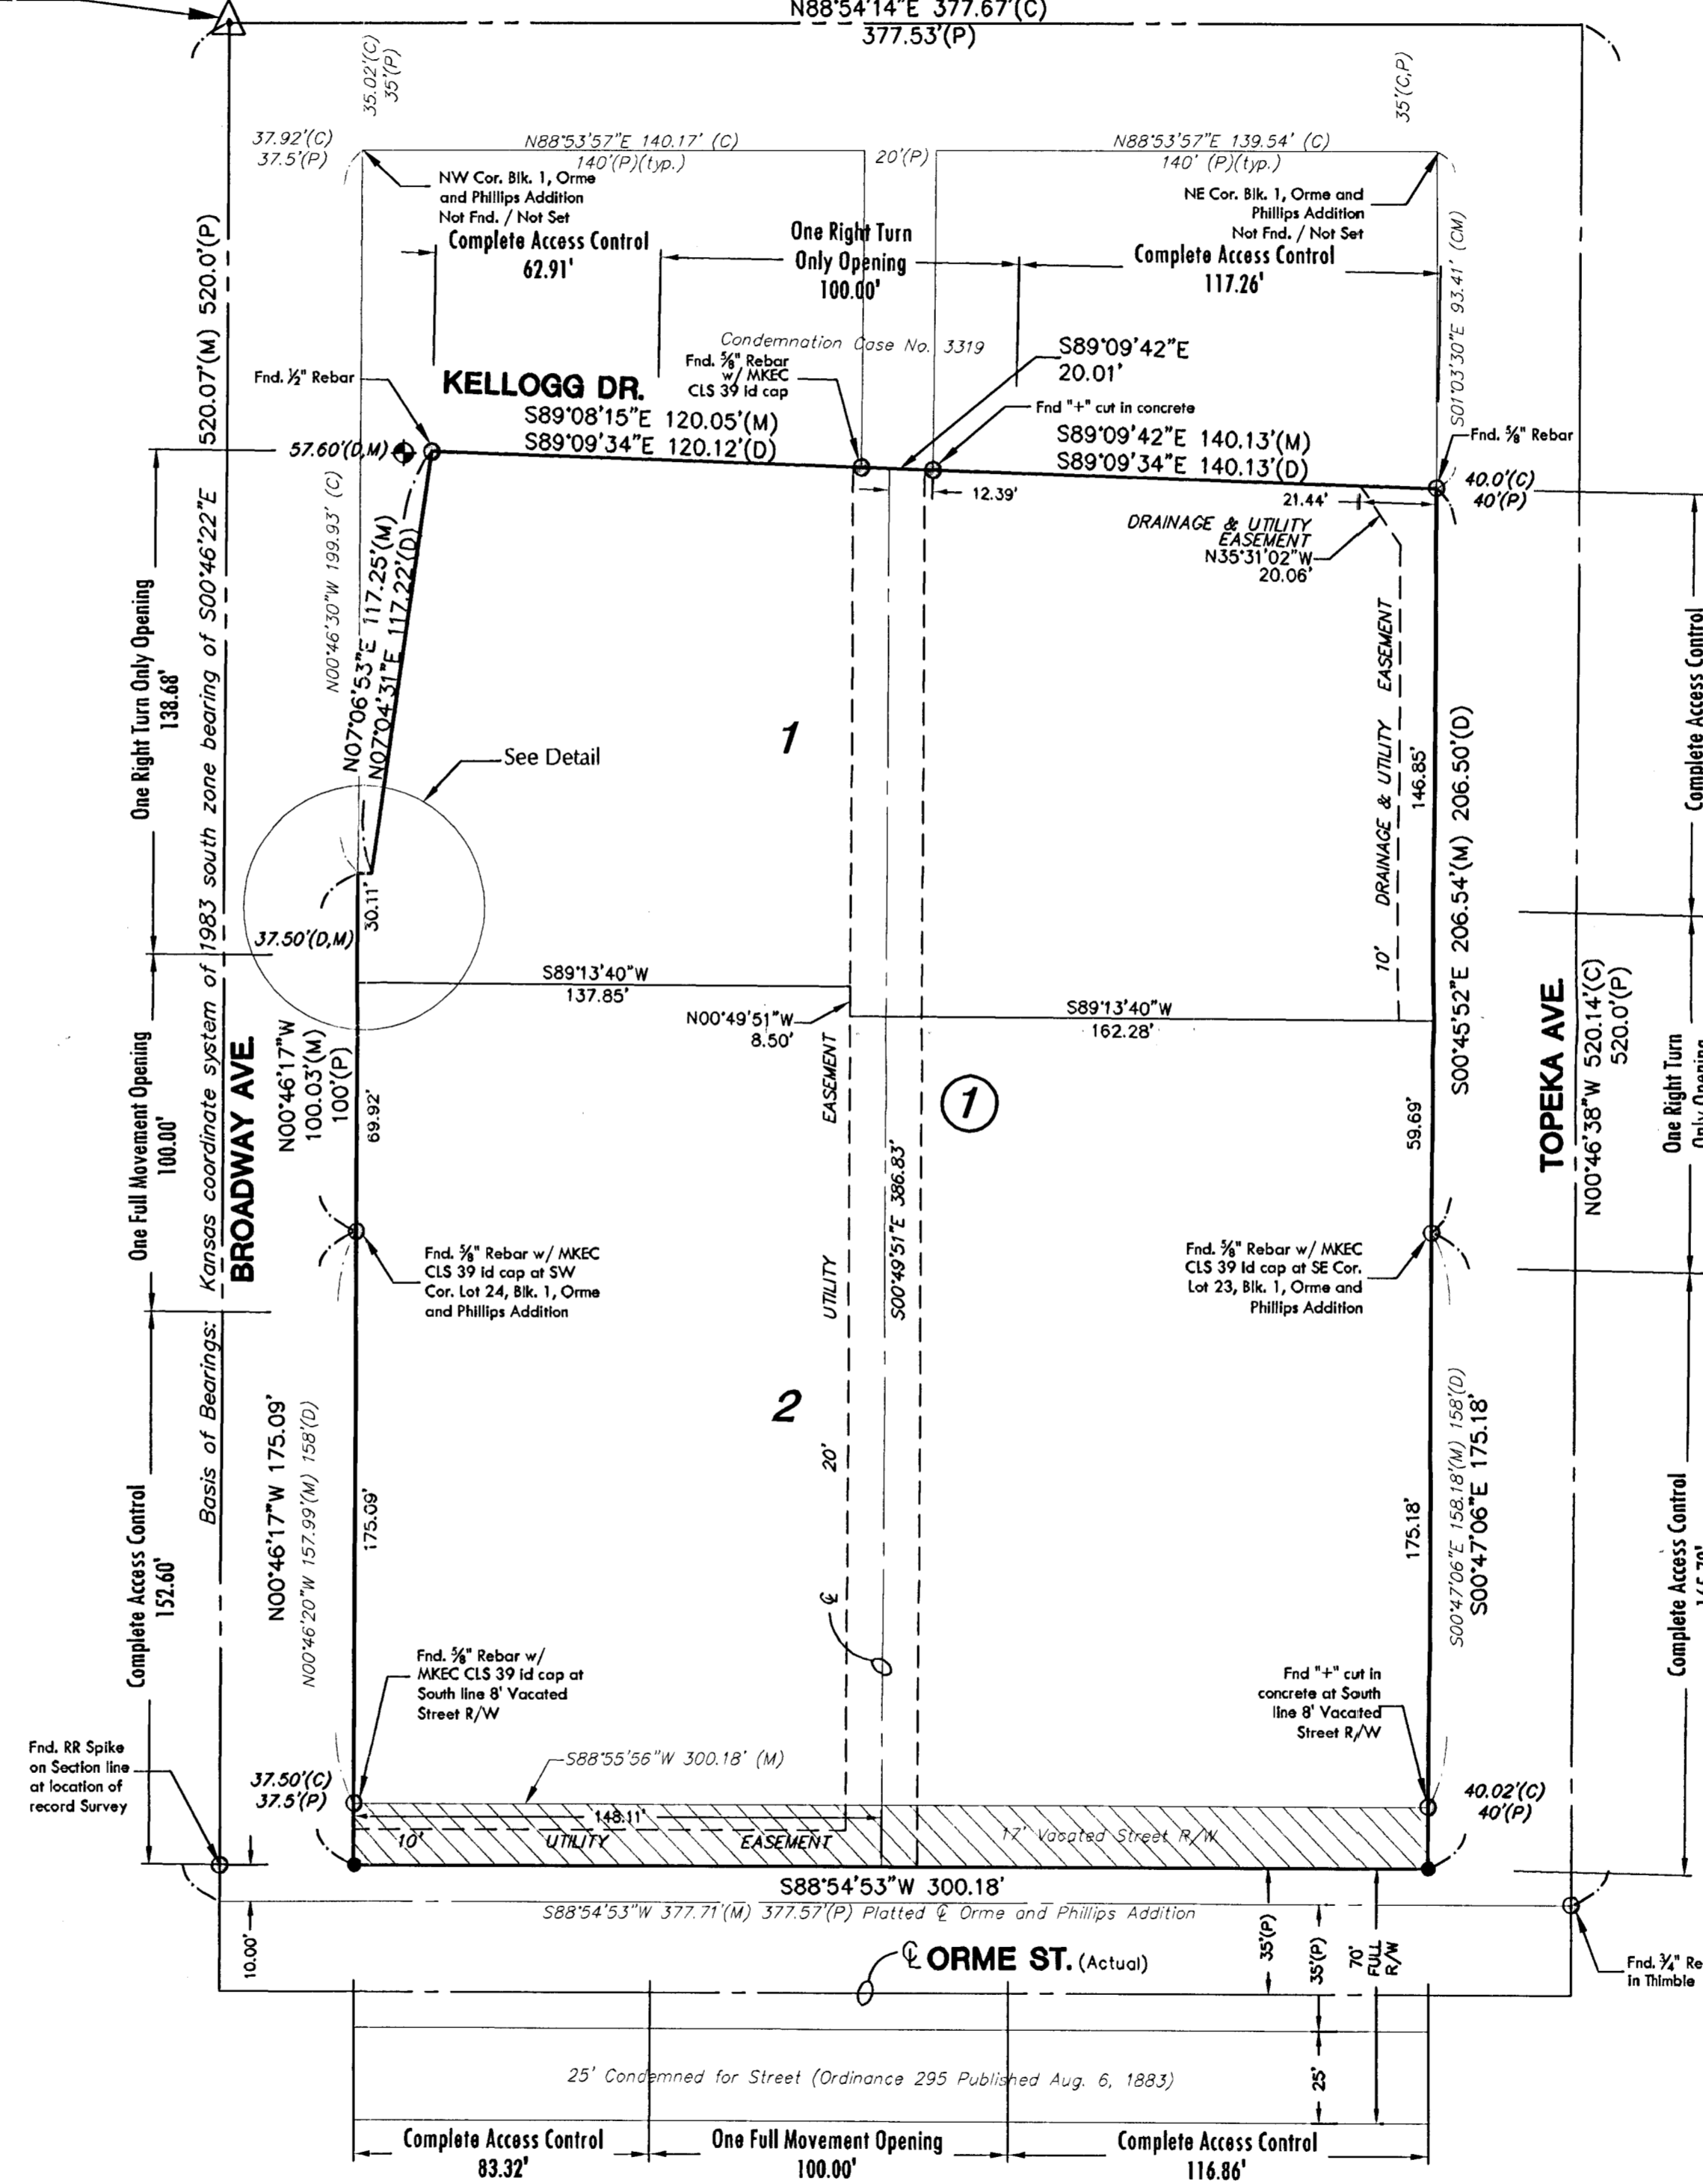 N88°54'14"E 377.67'(C)
377.53'(P)
35.02'(C)
35'(P)
35'(C,P)
37.92'(C)
37.5'(P)
N88°53'57"E 140.17' (C)
140'(P)(typ.)
20'(P)
N88°53'57"E 139.54' (C)
140' (P)(typ.)
NW Cor. Blk. 1, Orme
and Phillips Addition
Not Fnd. / Not Set
NE Cor. Blk. 1, Orme and
Phillips Addition
Not Fnd. / Not Set
S01°03'30"E 93.41' (CM)
Complete Access Control
62.91'
One Right Turn
Only Opening
100.00'
Complete Access Control
117.26'
Condemnation Case No. 3319
Fnd. ⅝" Rebar
w/ MKEC
CLS 39 id cap
S89°09'42"E
20.01'
Fnd. ½" Rebar
KELLOGG DR.
S89°08'15"E 120.05'(M)
S89°09'34"E 120.12'(D)
Fnd "+" cut in concrete
S89°09'42"E 140.13'(M)
S89°09'34"E 140.13'(D)
Fnd. ⅝" Rebar
57.60'(D,M)
12.39'
21.44'
40.0'(C)
40'(P)
DRAINAGE & UTILITY
EASEMENT
N35°31'02"W
20.06'
520.07'(M) 520.0'(P)
Basis of Bearings: Kansas coordinate system of 1983 south zone bearing of S00°46'22"E
N00°46'30"W 199.93' (C)
N07°06'53"E 117.25'(M)
N07°04'31"E 117.22'(D)
One Right Turn Only Opening
138.68'
See Detail
1
10' DRAINAGE & UTILITY EASEMENT
146.85'
S00°45'52"E 206.54'(M) 206.50'(D)
Complete Access Control
30.11'
37.50'(D,M)
S89°13'40"W
137.85'
N00°49'51"W
8.50'
S89°13'40"W
162.28'
One Full Movement Opening
100.00'
BROADWAY AVE.
N00°46'17"W
100.03'(M)
100'(P)
69.92'
20' UTILITY EASEMENT
S00°49'51"E 386.83'
1
59.69'
TOPEKA AVE.
N00°46'38"W 520.14'(C)
520.0'(P)
One Right Turn
Only Opening
Fnd. ⅝" Rebar w/ MKEC
CLS 39 id cap at SW
Cor. Lot 24, Blk. 1, Orme
and Phillips Addition
Fnd. ⅝" Rebar w/ MKEC
CLS 39 id cap at SE Cor.
Lot 23, Blk. 1, Orme and
Phillips Addition
2
Complete Access Control
152.60'
N00°46'17"W 175.09'
N00°46'20"W 157.99'(M) 158'(D)
175.09'
℄
175.18'
S00°47'06"E 158.18'(M) 158'(D)
S00°47'06"E 175.18'
Complete Access Control
Fnd. ⅝" Rebar w/
MKEC CLS 39 id cap at
South line 8' Vacated
Street R/W
Fnd "+" cut in
concrete at South
line 8' Vacated
Street R/W
Fnd. RR Spike
on Section line
at location of
record Survey
37.50'(C)
37.5'(P)
S88°55'56"W 300.18' (M)
40.02'(C)
40'(P)
148.11'
10' UTILITY EASEMENT
17' Vacated Street R/W
S88°54'53"W 300.18'
S88°54'53"W 377.71'(M) 377.57'(P) Platted ℄ Orme and Phillips Addition
10.00'
℄ ORME ST. (Actual)
35'(P)
35'(P)
70'
FULL
R/W
Fnd. ¾" Re
in Thimble
25' Condemned for Street (Ordinance 295 Published Aug. 6, 1883)
25'
Complete Access Control
83.32'
One Full Movement Opening
100.00'
Complete Access Control
116.86'